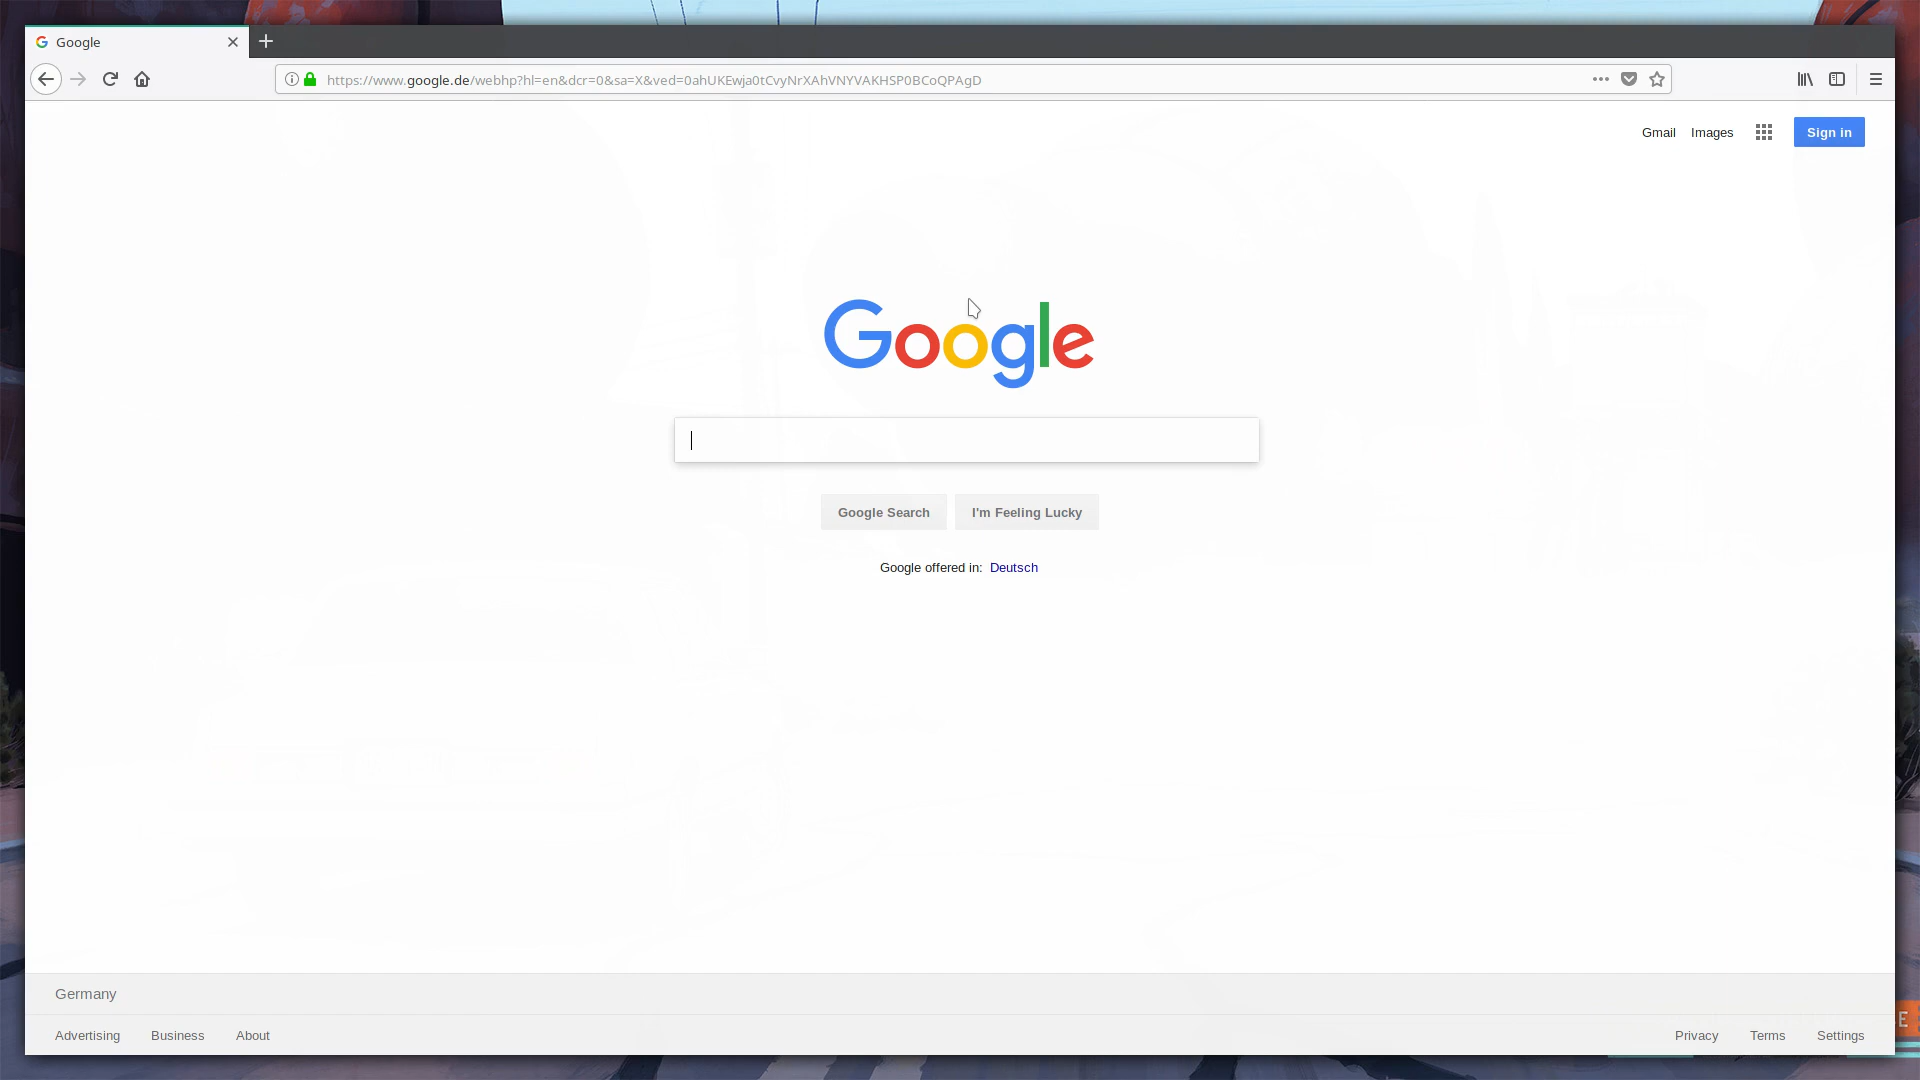 Google
https://www.google.de/webhp?hl=en&dcr=0&sa=X&ved=0ahUKEwja0tCvyNrXAhVNYVAKHSP0BCoQPAgD
Gmail Images Sign in
Google
Google Search I'm Feeling Lucky
Google offered in: Deutsch
Germany
Advertising Business About Privacy Terms Settings
E